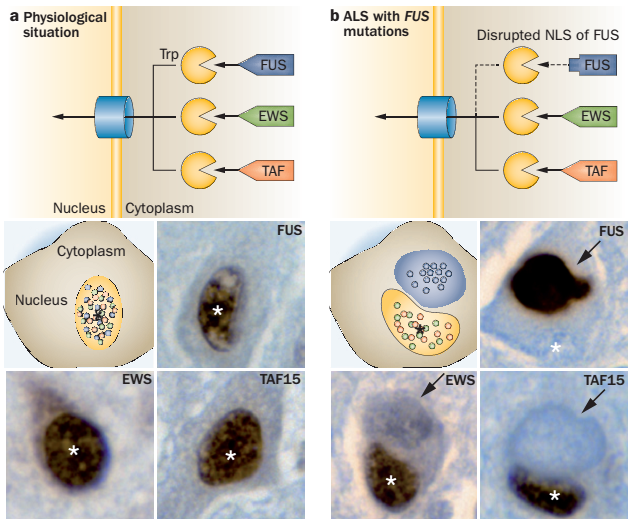 a Physiological
situation
Trp
FUS
EWS
TAF
Nucleus
Cytoplasm
b ALS with FUS
mutations
Disrupted NLS of FUS
FUS
EWS
TAF
Cytoplasm
Nucleus
*
FUS
*
EWS
*
TAF15
*
*
FUS
*
EWS
*
TAF15
*